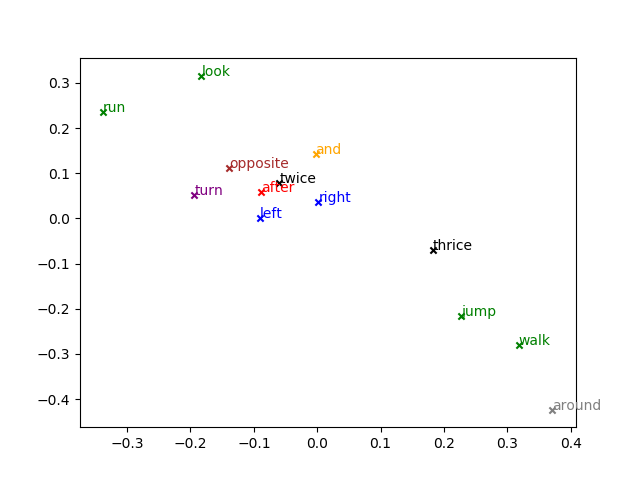 look
0.3
run
0.2
and
opposite
twice
0.1
after
turn
right
left
0.0
thrice
−0.1
jump
−0.2
walk
−0.3
around
−0.4
−0.3 −0.2 −0.1 0.0 0.1 0.2 0.3 0.4